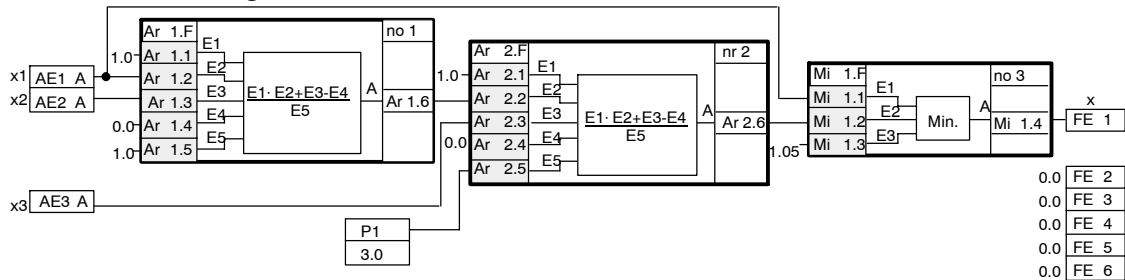 Ar 1.F
no 1
1.0
Ar 1.1
E1
x1
AE1 A
Ar 1.2
E2
x2
AE2 A
Ar 1.3
E3
E1· E2+E3-E4
E5
A
Ar 1.6
0.0
Ar 1.4
E4
1.0
Ar 1.5
E5
Ar 2.F
nr 2
1.0
Ar 2.1
E1
Ar 2.2
E2
Ar 2.3
E3
E1· E2+E3-E4
E5
A
Ar 2.6
0.0
Ar 2.4
E4
Ar 2.5
E5
Mi 1.F
no 3
Mi 1.1
E1
Mi 1.2
E2
Min.
A
Mi 1.4
1.05
Mi 1.3
E3
x
FE 1
x3
AE3 A
P1
3.0
0.0 FE 2
0.0 FE 3
0.0 FE 4
0.0 FE 5
0.0 FE 6